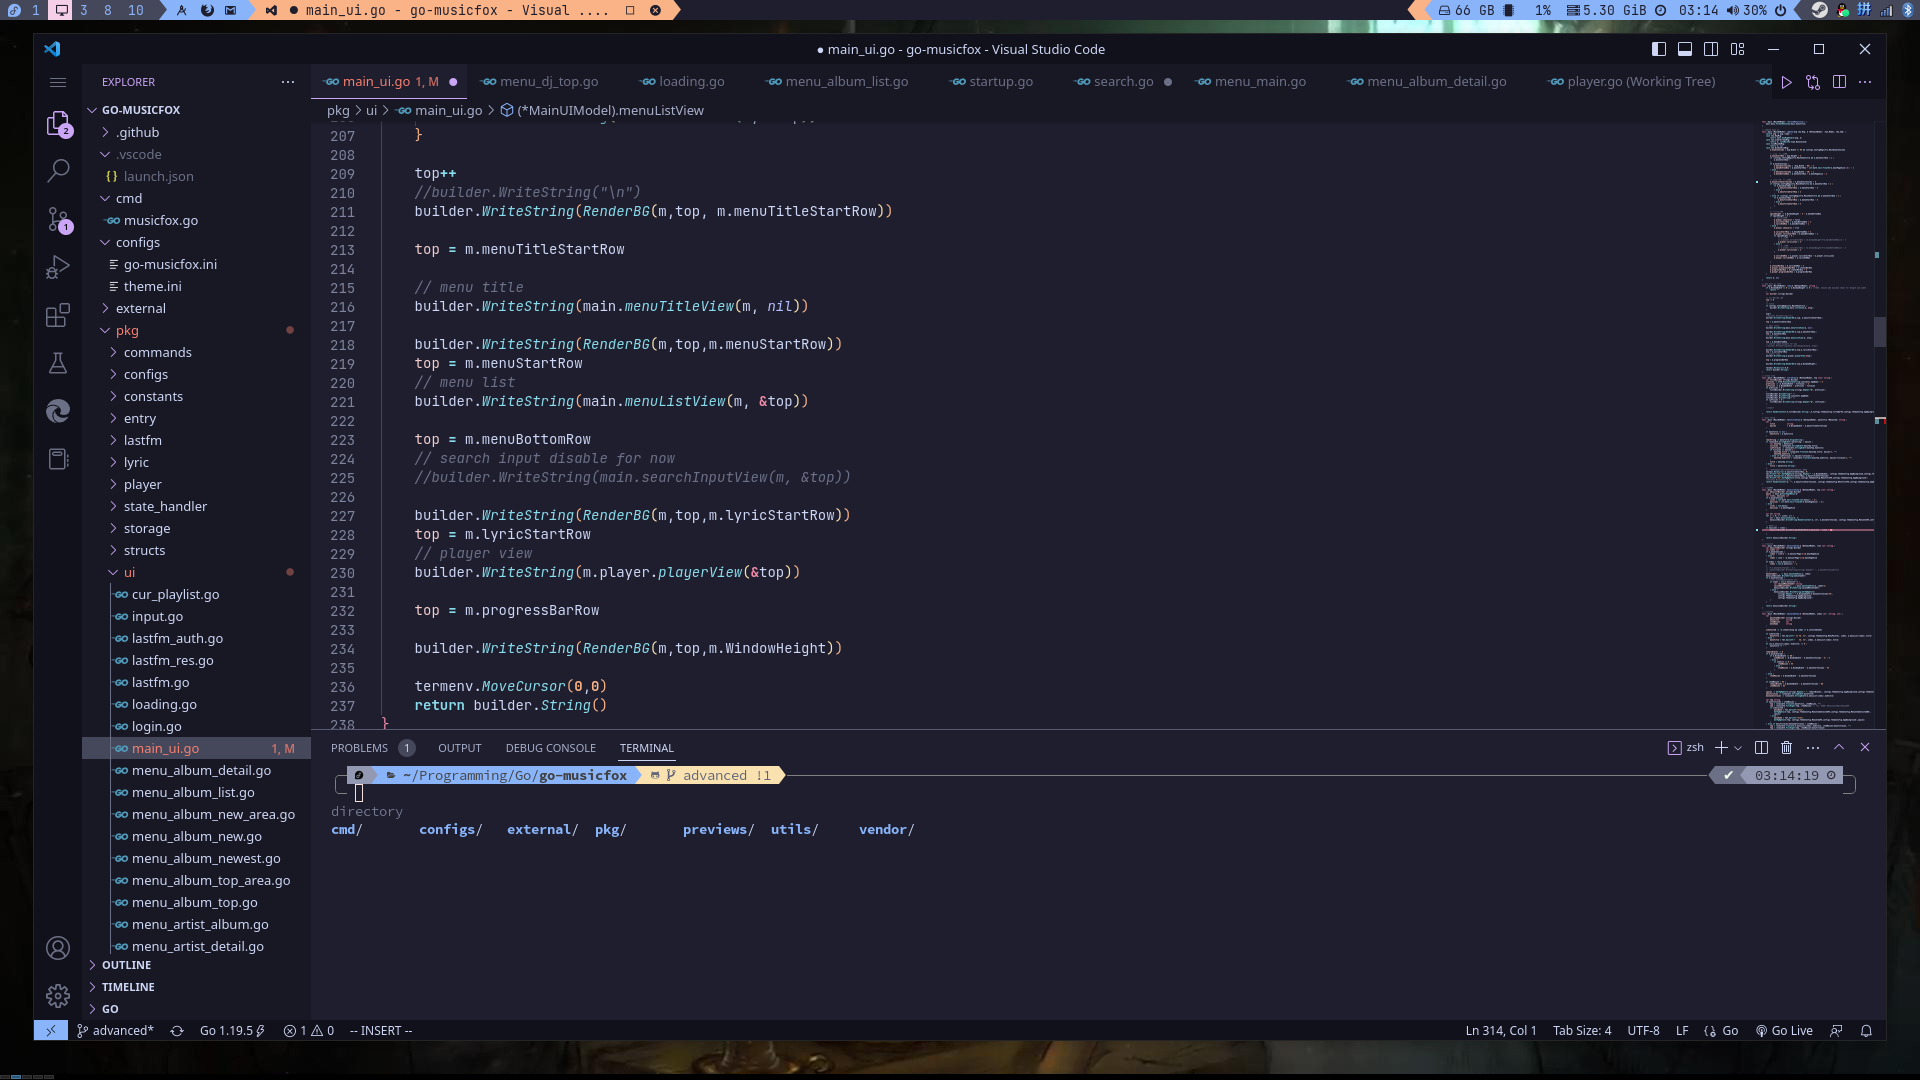 1 3 8 10 main_ui.go - go-musicfox - Visual .... 66 GB 1% 5.30 GiB 03:14 30% 拼
main_ui.go - go-musicfox - Visual Studio Code
EXPLORER
main_ui.go 1, M menu_dj_top.go loading.go menu_album_list.go startup.go search.go menu_main.go menu_album_detail.go player.go (Working Tree)
pkg > ui > main_ui.go > (*MainUIModel).menuListView
GO-MUSICFOX
.github
.vscode
launch.json
cmd
musicfox.go
configs
go-musicfox.ini
theme.ini
external
pkg
commands
configs
constants
entry
lastfm
lyric
player
state_handler
storage
structs
ui
cur_playlist.go
input.go
lastfm_auth.go
lastfm_res.go
lastfm.go
loading.go
login.go
main_ui.go 1, M
menu_album_detail.go
menu_album_list.go
menu_album_new_area.go
menu_album_new.go
menu_album_newest.go
menu_album_top_area.go
menu_album_top.go
menu_artist_album.go
menu_artist_detail.go
OUTLINE
TIMELINE
GO
2
1
207 }
208
209 top++
210 //builder.WriteString("\n")
211 builder.WriteString(RenderBG(m,top, m.menuTitleStartRow))
212
213 top = m.menuTitleStartRow
214
215 // menu title
216 builder.WriteString(main.menuTitleView(m, nil))
217
218 builder.WriteString(RenderBG(m,top,m.menuStartRow))
219 top = m.menuStartRow
220 // menu list
221 builder.WriteString(main.menuListView(m, &top))
222
223 top = m.menuBottomRow
224 // search input disable for now
225 //builder.WriteString(main.searchInputView(m, &top))
226
227 builder.WriteString(RenderBG(m,top,m.lyricStartRow))
228 top = m.lyricStartRow
229 // player view
230 builder.WriteString(m.player.playerView(&top))
231
232 top = m.progressBarRow
233
234 builder.WriteString(RenderBG(m,top,m.WindowHeight))
235
236 termenv.MoveCursor(0,0)
237 return builder.String()
238 }
PROBLEMS 1 OUTPUT DEBUG CONSOLE TERMINAL zsh
~/Programming/Go/go-musicfox advanced !1 ✔ 03:14:19
directory
cmd/ configs/ external/ pkg/ previews/ utils/ vendor/
advanced* Go 1.19.5 1 0 -- INSERT -- Ln 314, Col 1 Tab Size: 4 UTF-8 LF Go Go Live